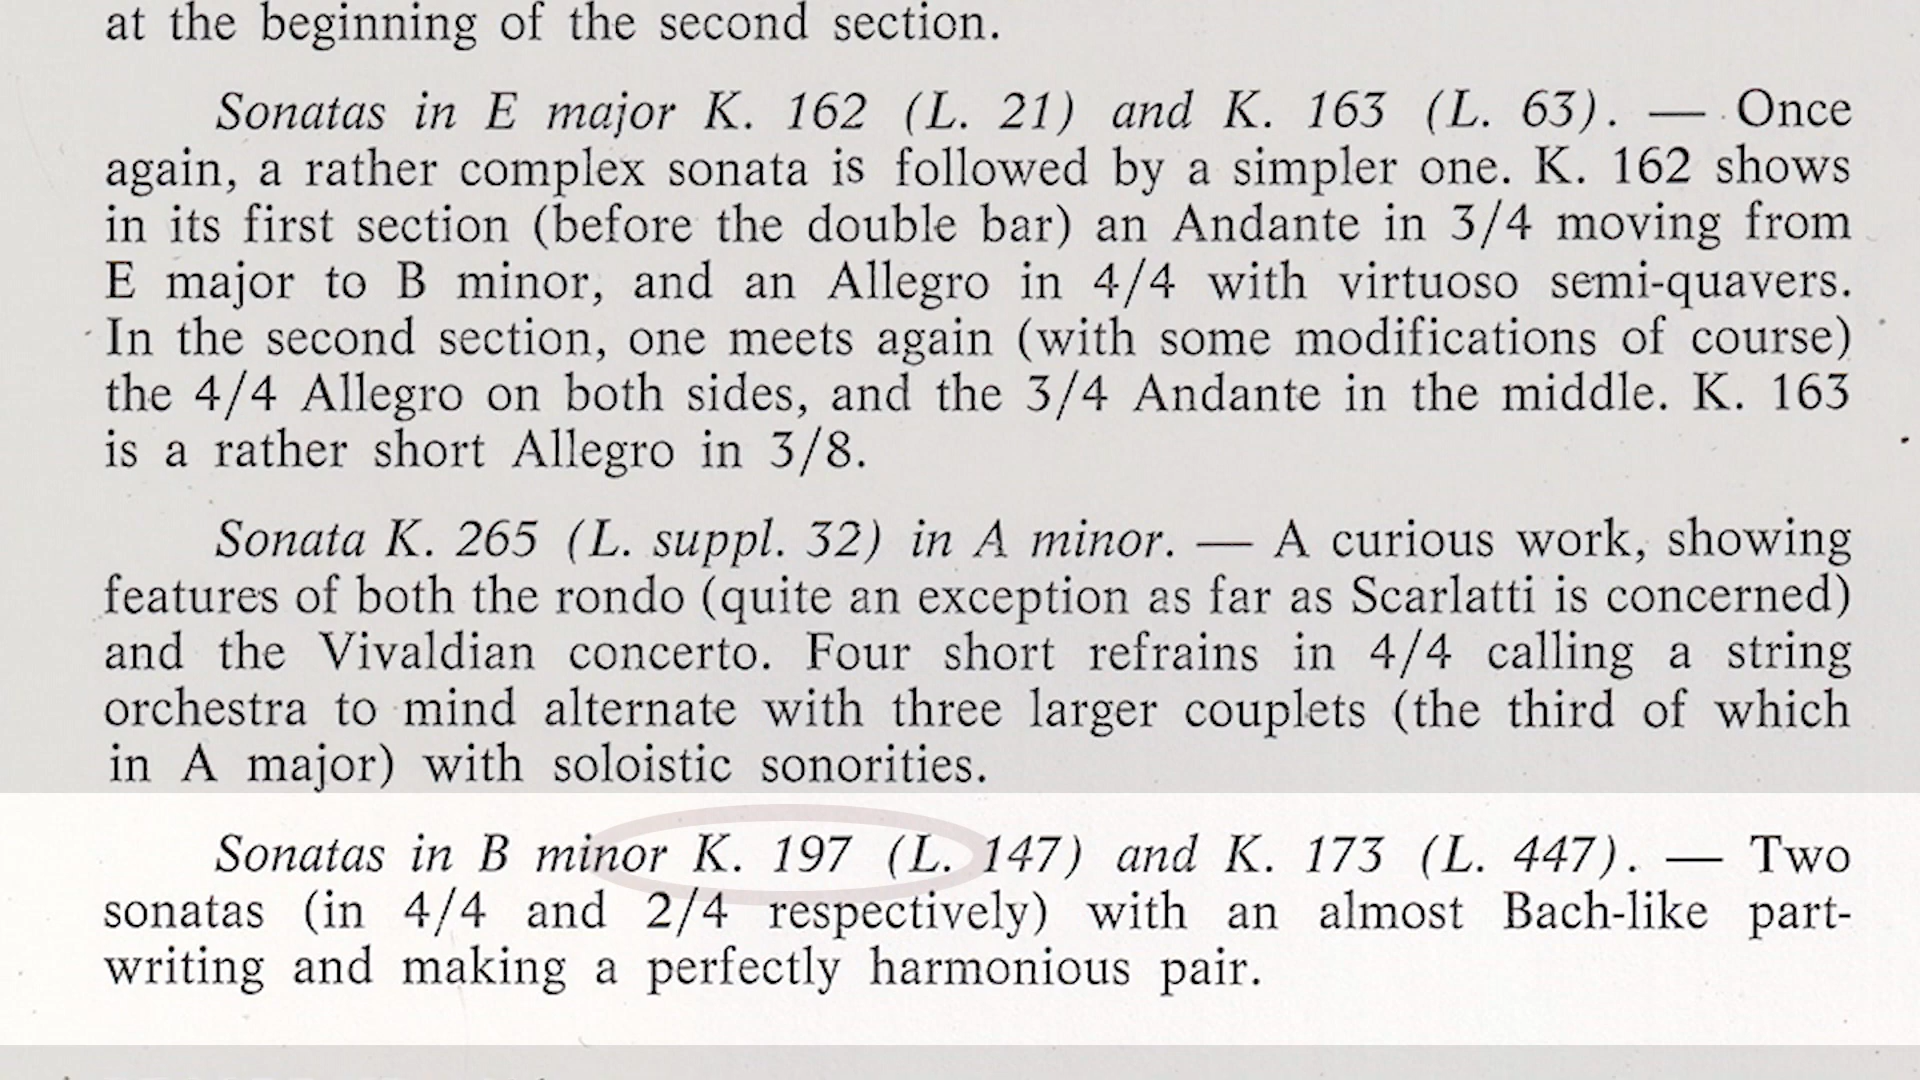 at the beginning of the second section.
Sonatas in E major K. 162 (L. 21) and K. 163 (L. 63). — Once
again, a rather complex sonata is followed by a simpler one. K. 162 shows
in its first section (before the double bar) an Andante in 3/4 moving from
E major to B minor, and an Allegro in 4/4 with virtuoso semi-quavers.
In the second section, one meets again (with some modifications of course)
the 4/4 Allegro on both sides, and the 3/4 Andante in the middle. K. 163
is a rather short Allegro in 3/8.
Sonata K. 265 (L. suppl. 32) in A minor. — A curious work, showing
features of both the rondo (quite an exception as far as Scarlatti is concerned)
and the Vivaldian concerto. Four short refrains in 4/4 calling a string
orchestra to mind alternate with three larger couplets (the third of which
in A major) with soloistic sonorities.
Sonatas in B minor K. 197 (L. 147) and K. 173 (L. 447). — Two
sonatas (in 4/4 and 2/4 respectively) with an almost Bach-like part-
writing and making a perfectly harmonious pair.